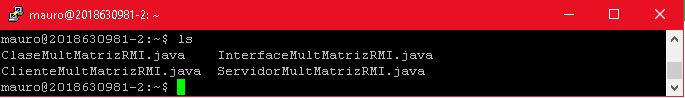 mauro@2018630981-2: ~
mauro@2018630981-2:~$ ls
ClaseMultMatrizRMI.java    InterfaceMultMatrizRMI.java
ClienteMultMatrizRMI.java  ServidorMultMatrizRMI.java
mauro@2018630981-2:~$